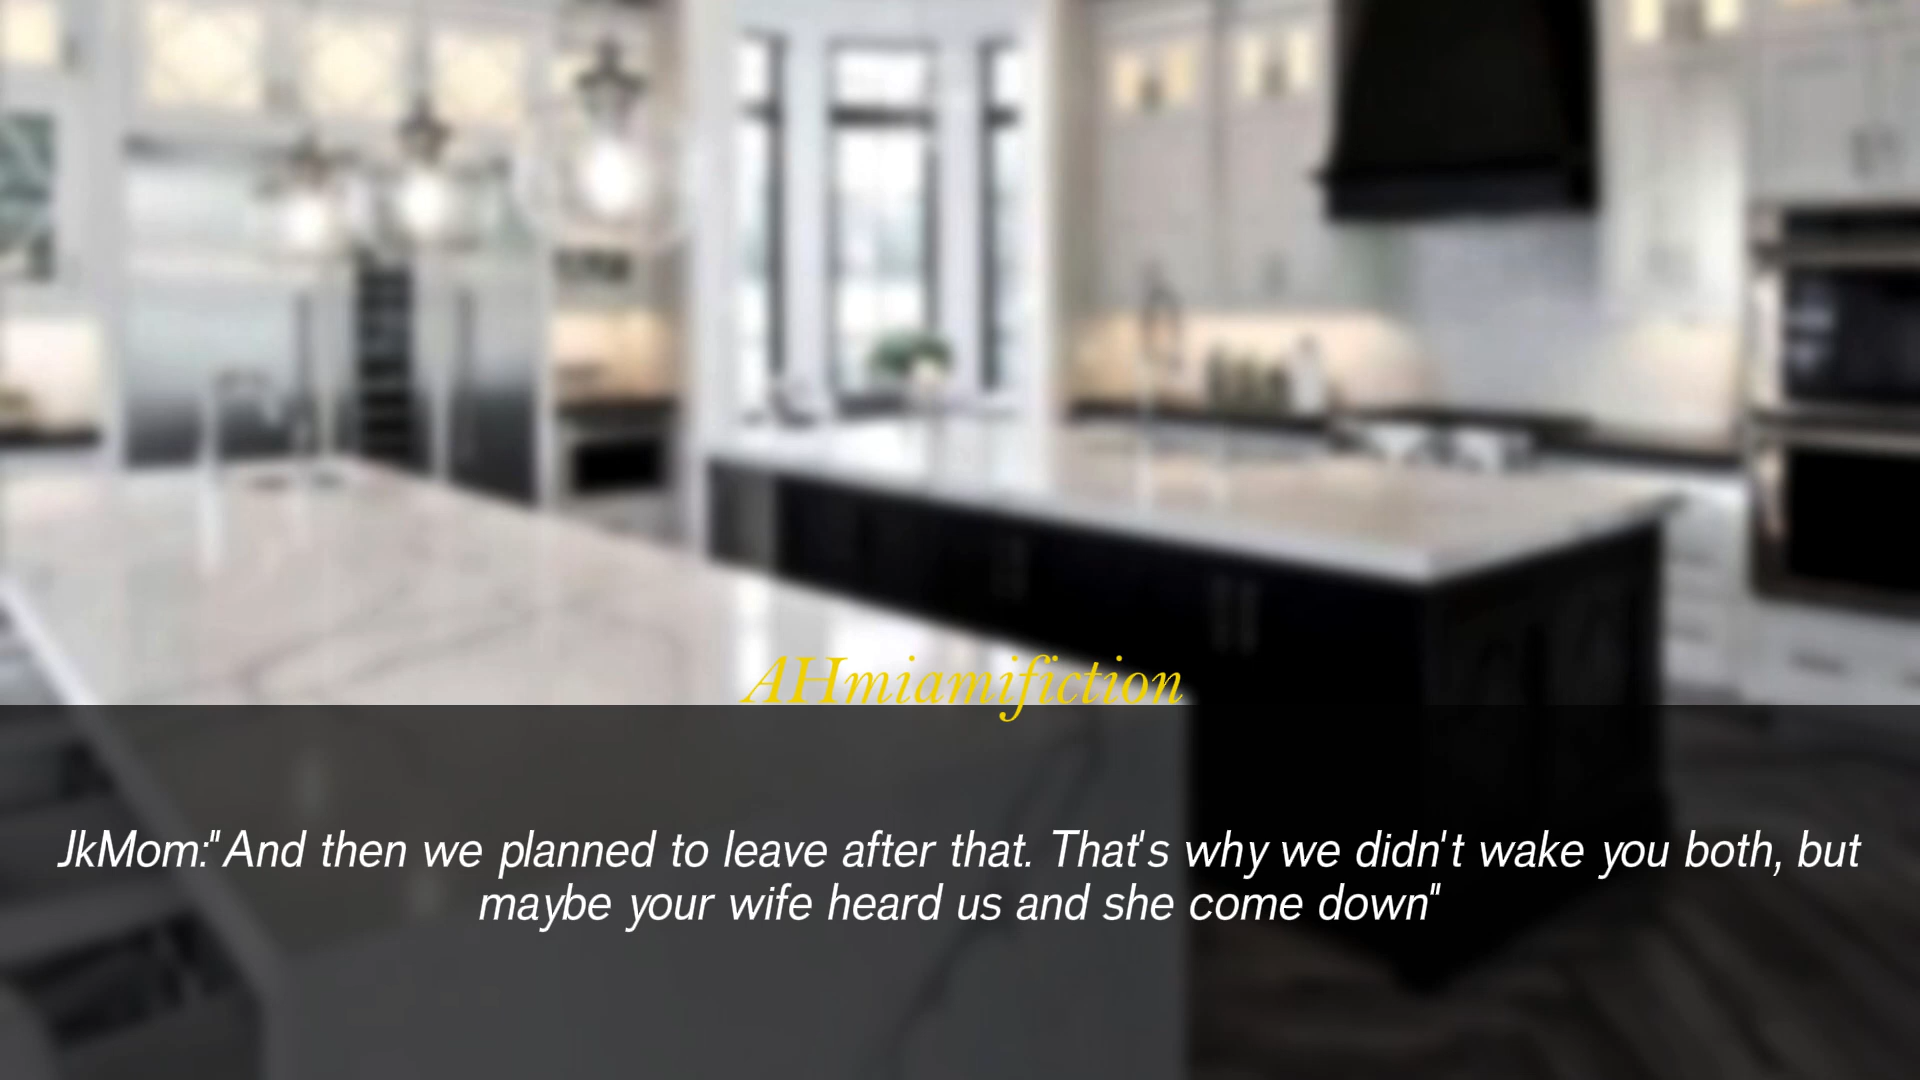 AHmiamifiction
JkMom:"And then we planned to leave after that. That's why we didn't wake you both, but
maybe your wife heard us and she come down"